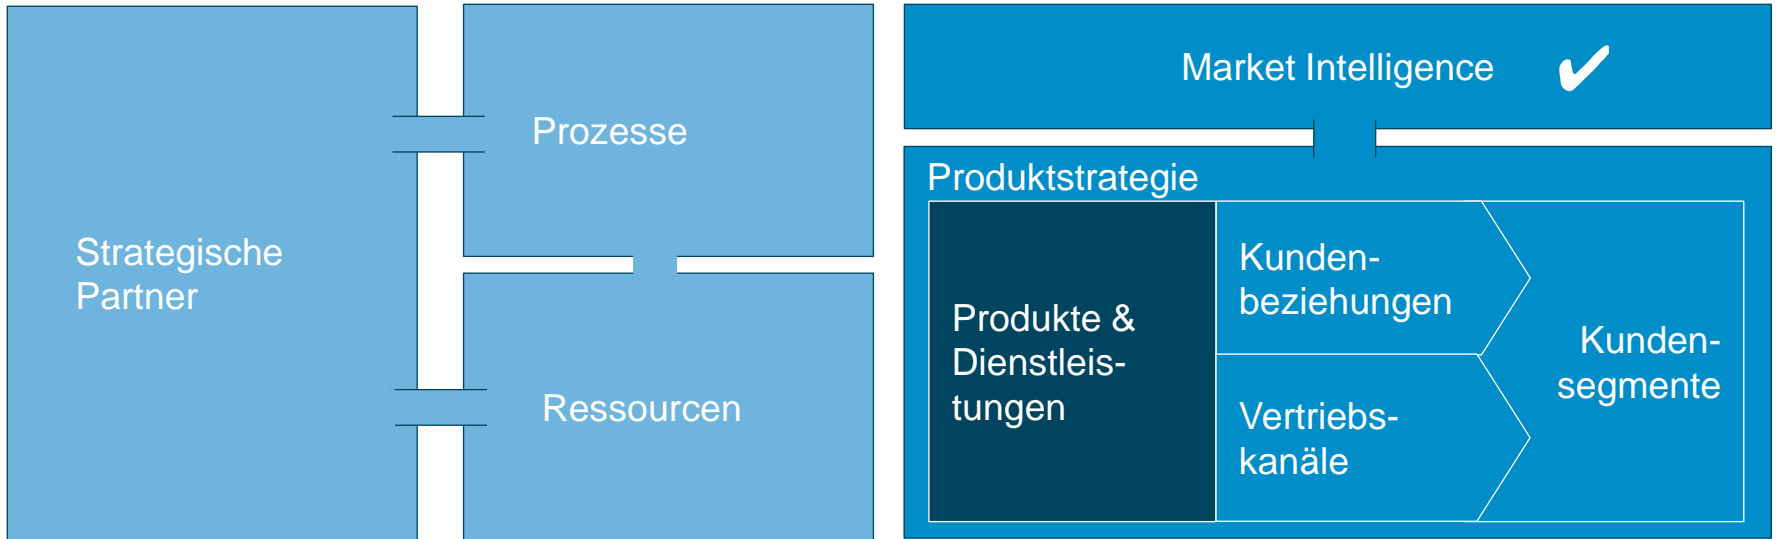 Strategische
Partner
Prozesse
Ressourcen
Market Intelligence ✔
Produktstrategie
Produkte &
Dienstleis-
tungen
Kunden-
beziehungen
Vertriebs-
kanäle
Kunden-
segmente